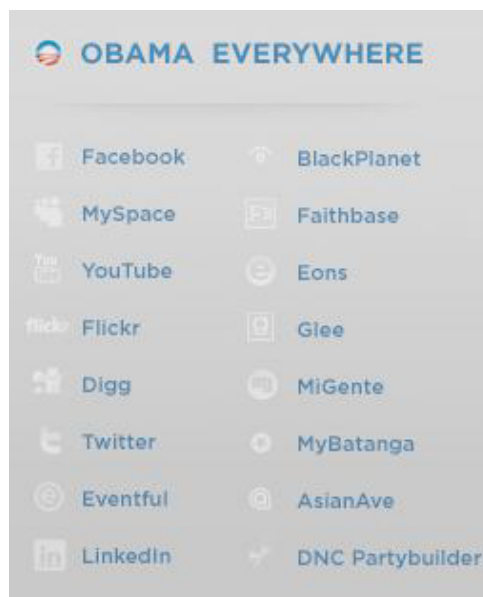 OBAMA EVERYWHERE
Facebook
MySpace
YouTube
Flickr
Digg
Twitter
Eventful
LinkedIn
BlackPlanet
Faithbase
Eons
Glee
MiGente
MyBatanga
AsianAve
DNC Partybuilder